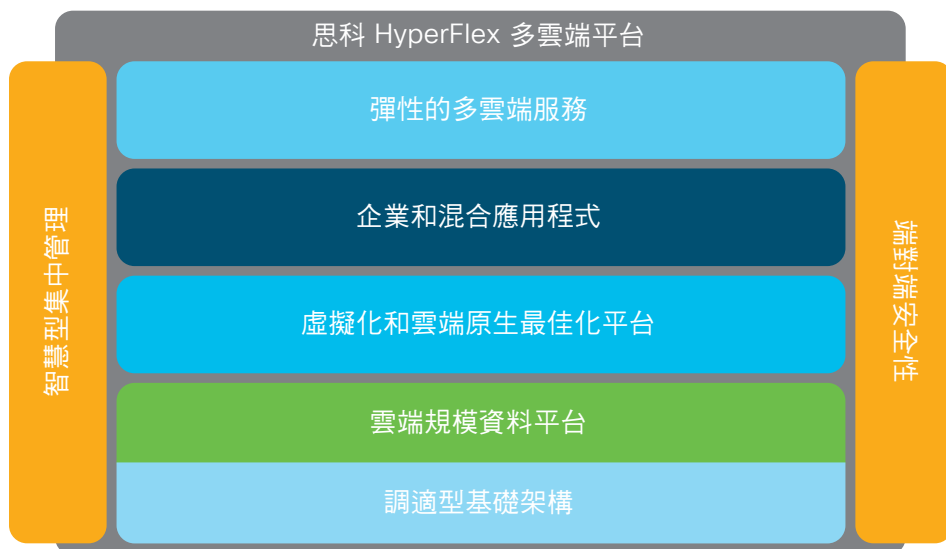 思科 HyperFlex 多雲端平台
彈性的多雲端服務
企業和混合應用程式
虛擬化和雲端原生最佳化平台
雲端規模資料平台
調適型基礎架構
智慧型集中管理
端對端安全性